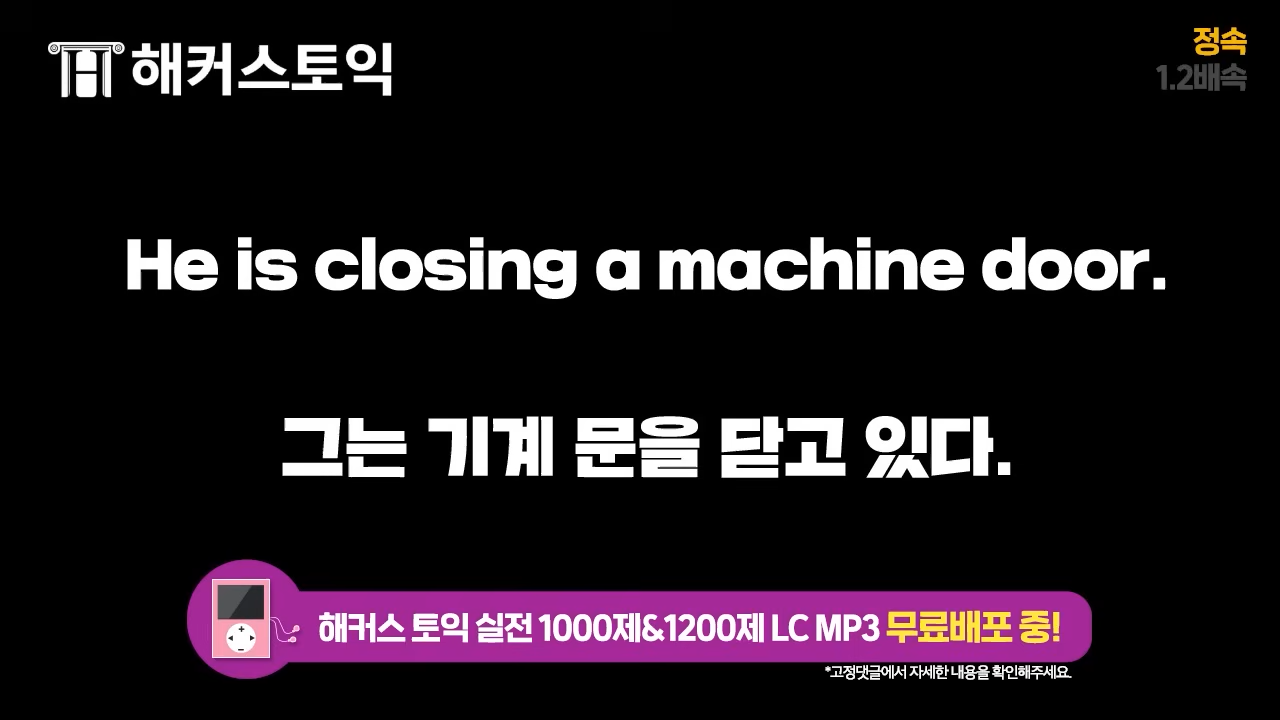 해커스토익
정속
1.2배속
He is closing a machine door.
그는 기계 문을 닫고 있다.
해커스 토익 실전 1000제&1200제 LC MP3 무료배포 중!
*고정댓글에서 자세한 내용을 확인해주세요.